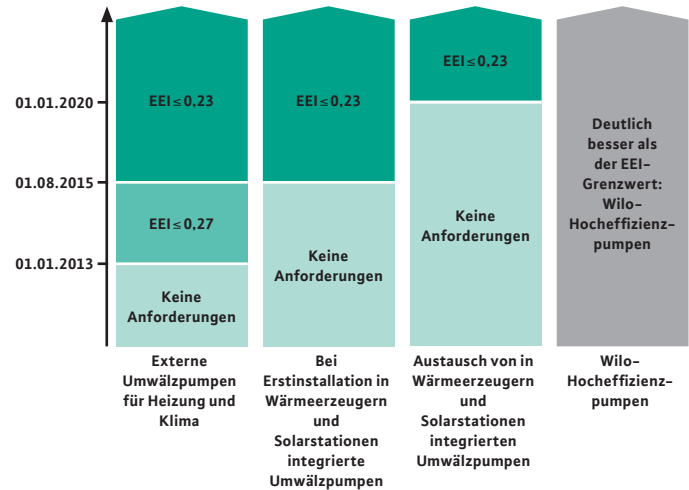 EEI ≤ 0,23
EEI ≤ 0,23
EEI ≤ 0,23
01.01.2020
Deutlich
besser als
der EEI-
Grenzwert:
Wilo-
Hocheffizienz-
pumpen
01.08.2015
EEI ≤ 0,27
Keine
Anforderungen
Keine
Anforderungen
01.01.2013
Keine
Anforderungen
Externe
Umwälzpumpen
für Heizung und
Klima
Bei
Erstinstallation in
Wärmeerzeugern
und
Solarstationen
integrierte
Umwälzpumpen
Austausch von in
Wärmeerzeugern
und
Solarstationen
integrierten
Umwälzpumpen
Wilo-
Hocheffizienz-
pumpen